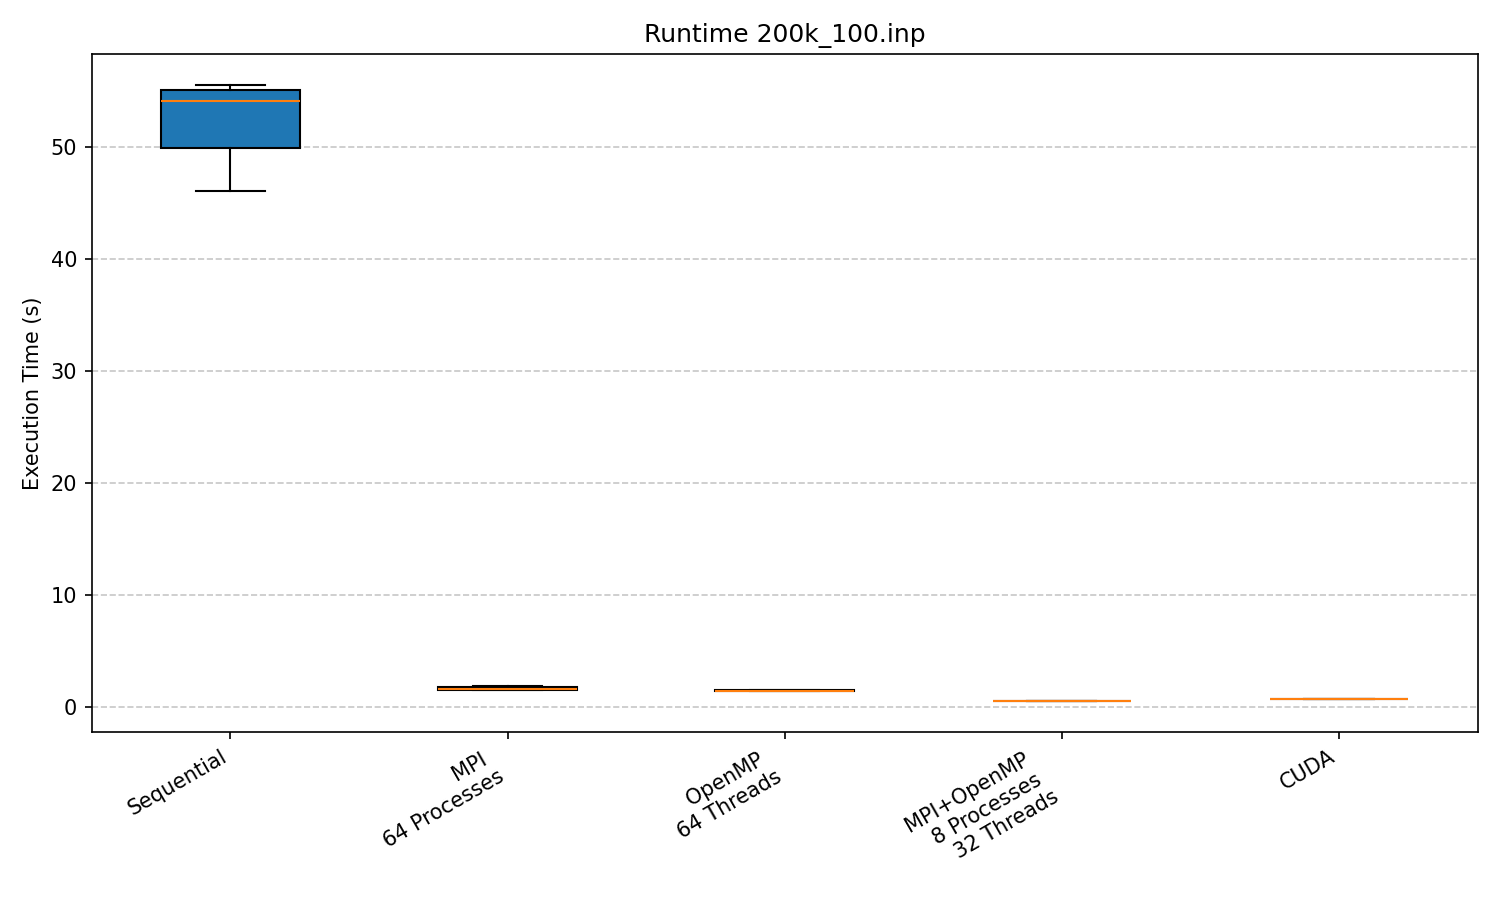 Runtime 200k_100.inp
Execution Time (s)
50
40
30
20
10
0
Sequential
MPI
64 Processes
OpenMP
64 Threads
MPI+OpenMP
8 Processes
32 Threads
CUDA